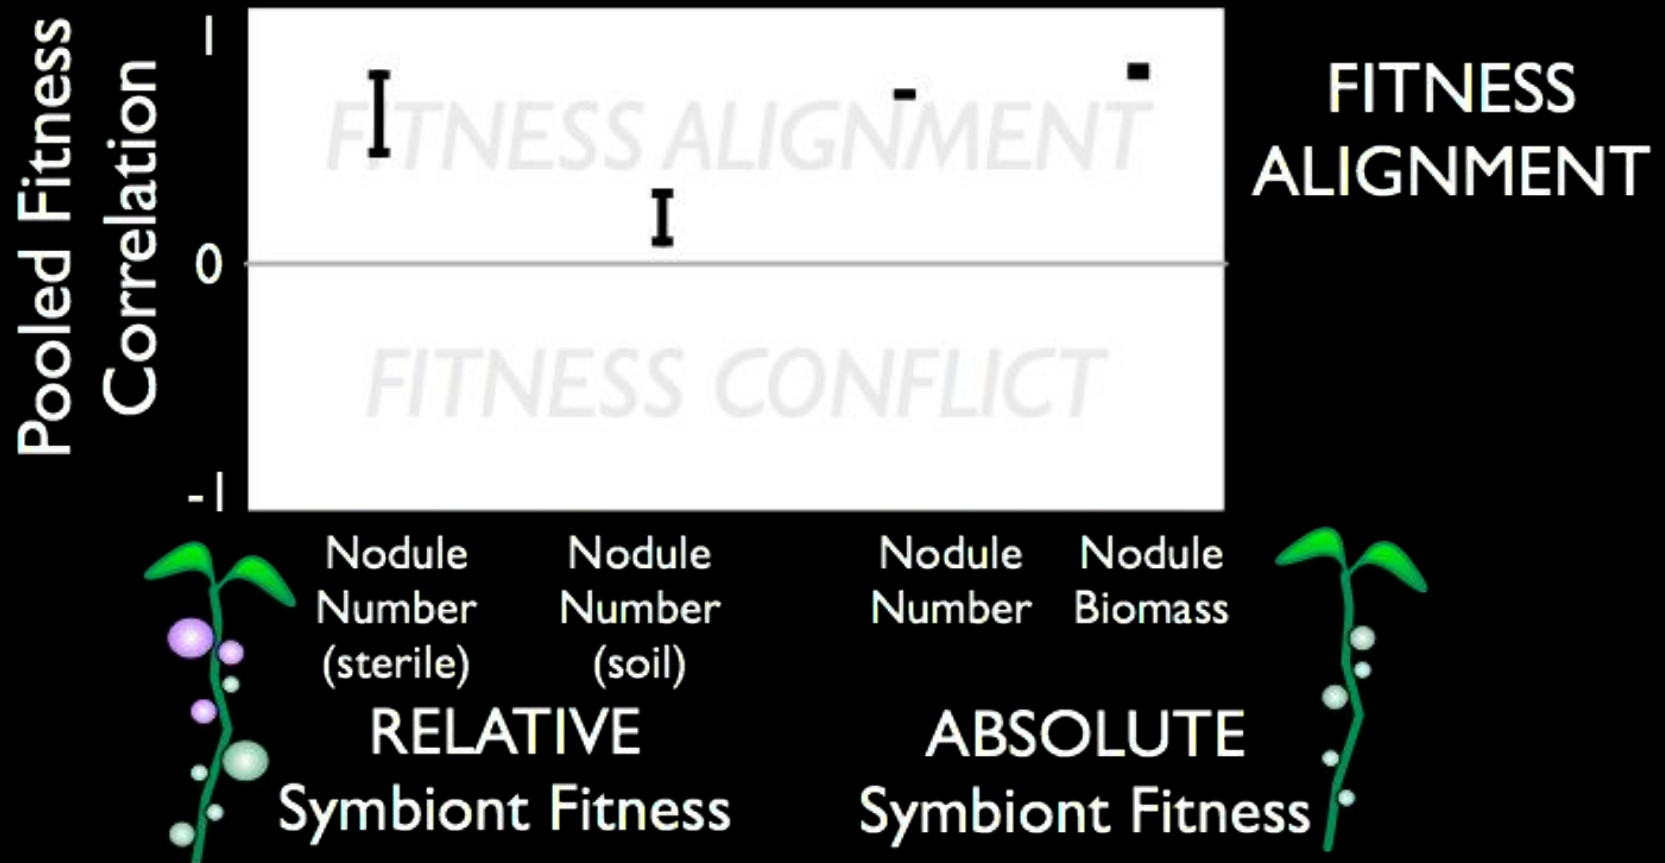 Pooled Fitness
Correlation
1
0
-1
FITNESS ALIGNMENT
FITNESS CONFLICT
FITNESS
ALIGNMENT
Nodule
Number
(sterile)
Nodule
Number
(soil)
Nodule
Number
Nodule
Biomass
RELATIVE
Symbiont Fitness
ABSOLUTE
Symbiont Fitness